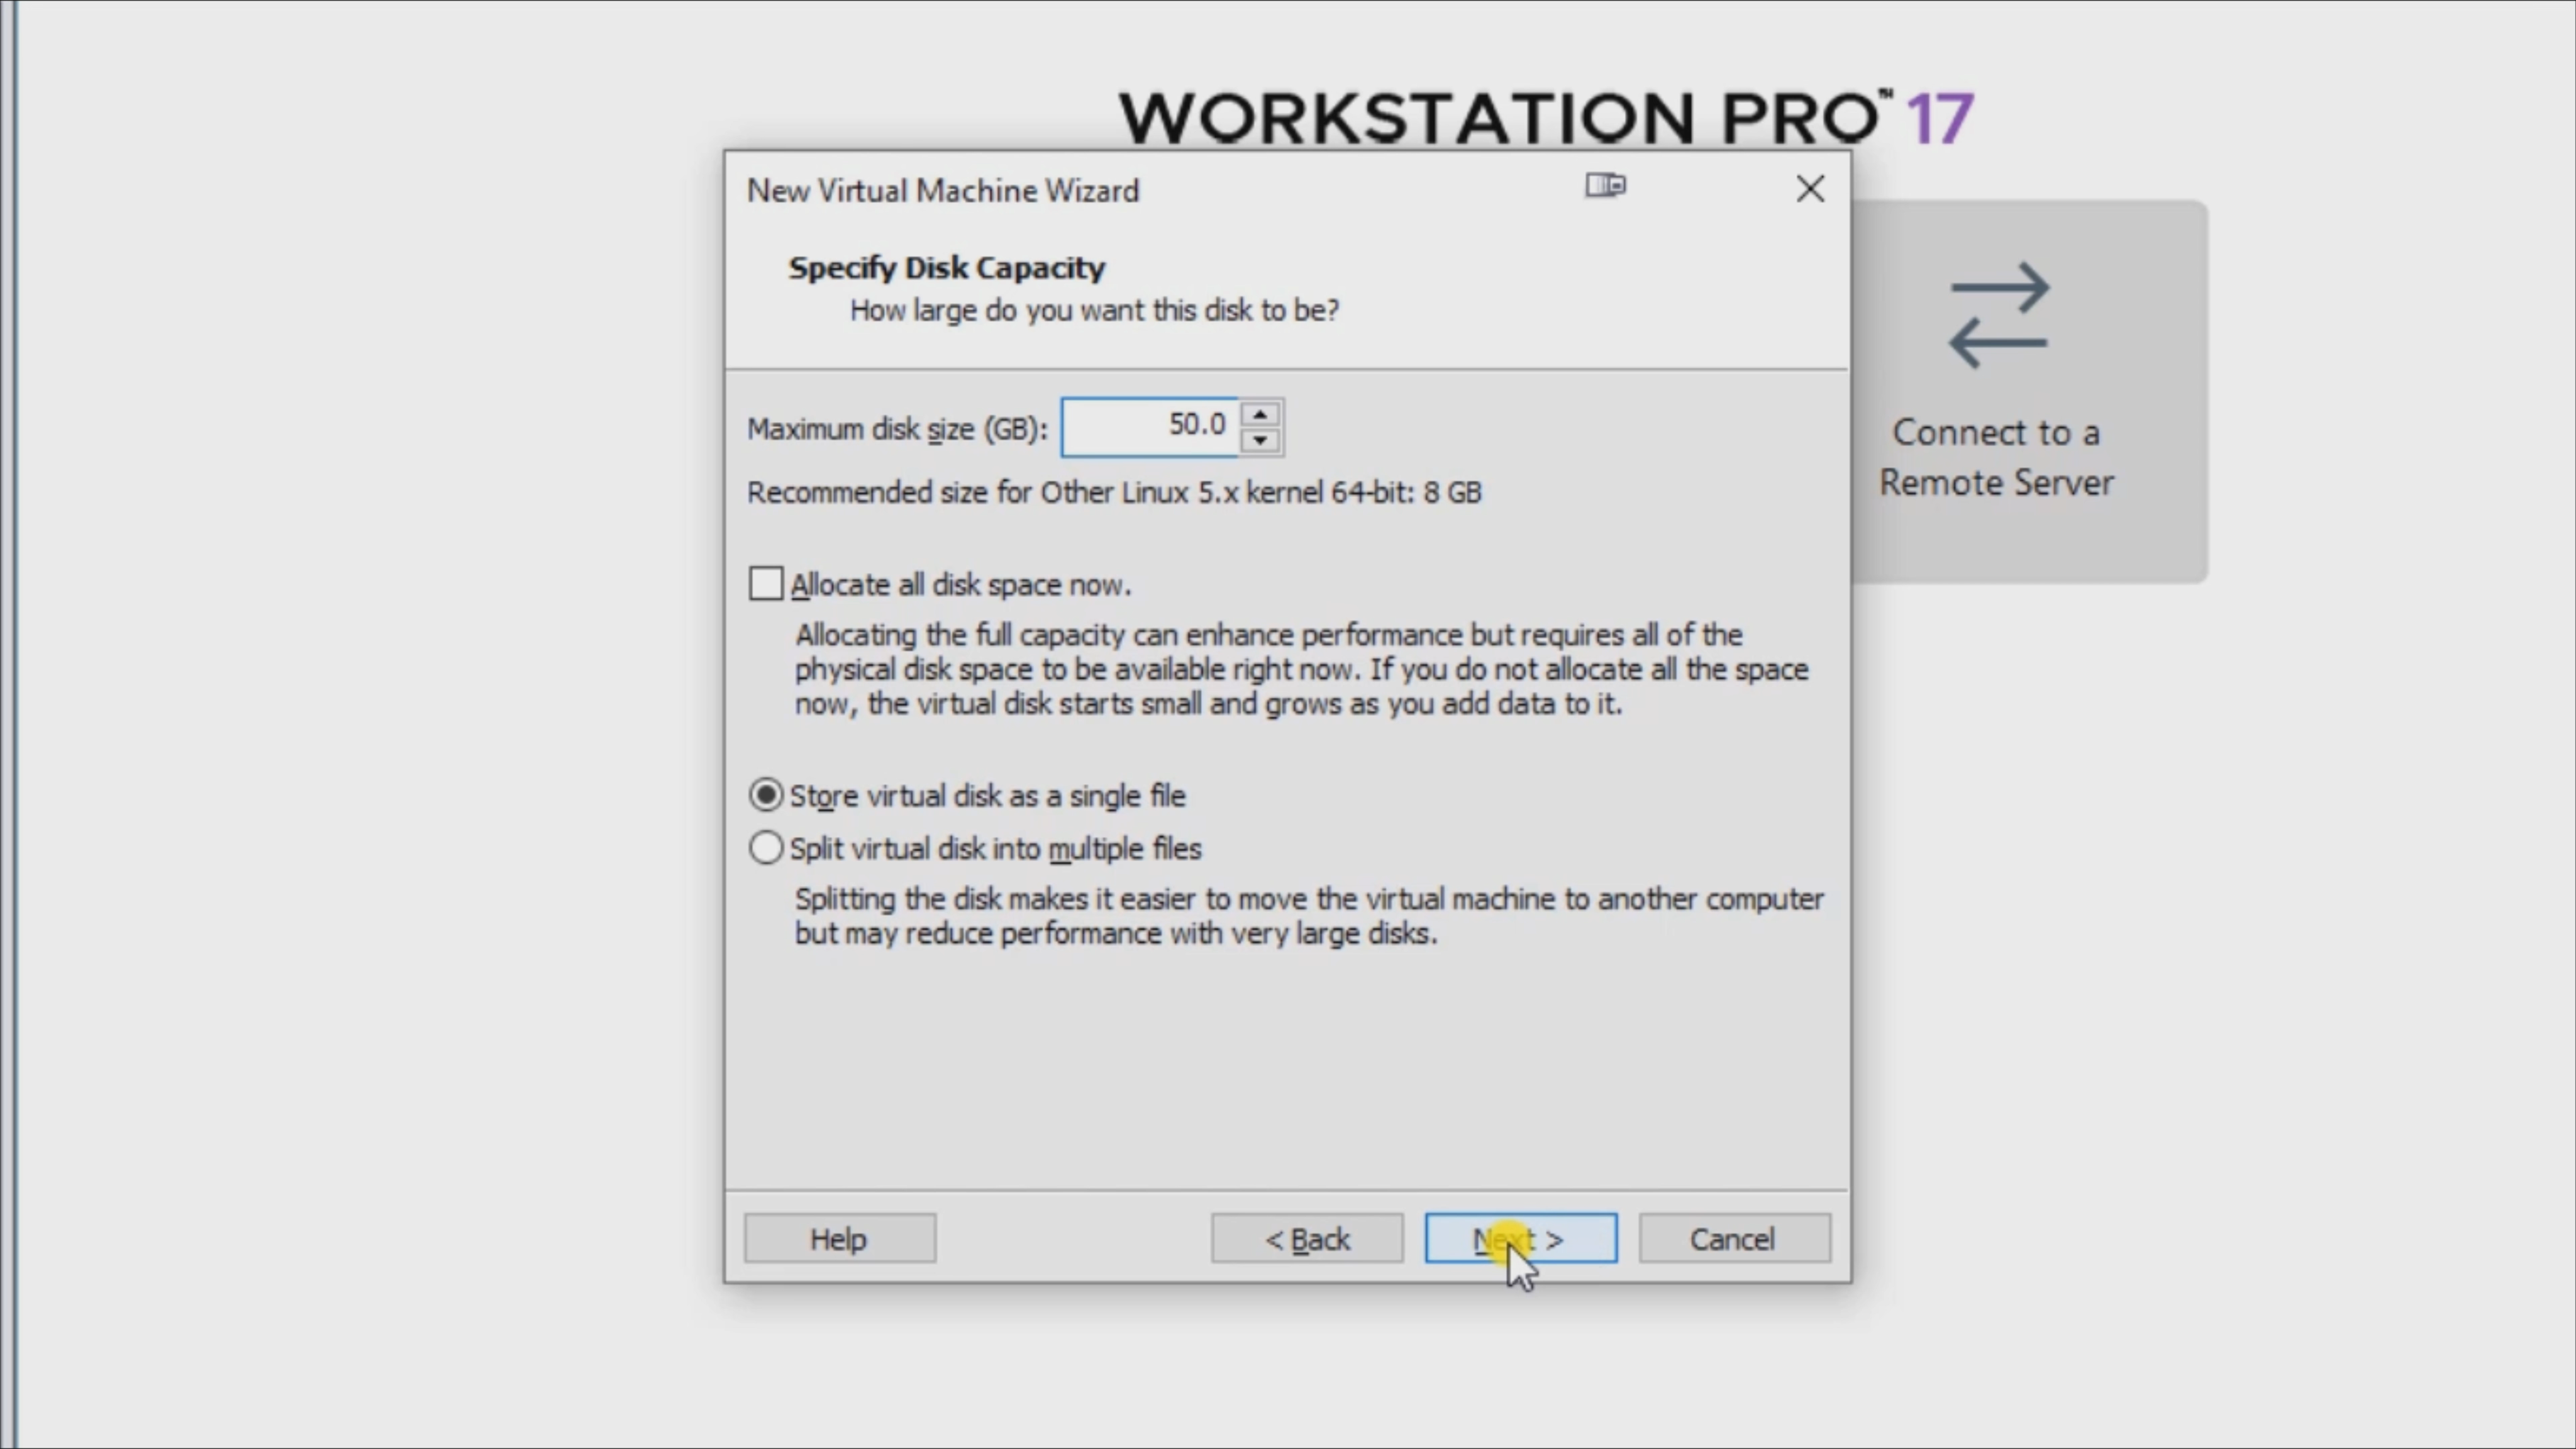 WORKSTATION PRO™ 17
New Virtual Machine Wizard
Specify Disk Capacity
How large do you want this disk to be?
Maximum disk size (GB): 50.0
Recommended size for Other Linux 5.x kernel 64-bit: 8 GB
Allocate all disk space now.
Allocating the full capacity can enhance performance but requires all of the
physical disk space to be available right now. If you do not allocate all the space
now, the virtual disk starts small and grows as you add data to it.
Store virtual disk as a single file
Split virtual disk into multiple files
Splitting the disk makes it easier to move the virtual machine to another computer
but may reduce performance with very large disks.
Help
< Back
Next >
Cancel
Connect to a
Remote Server